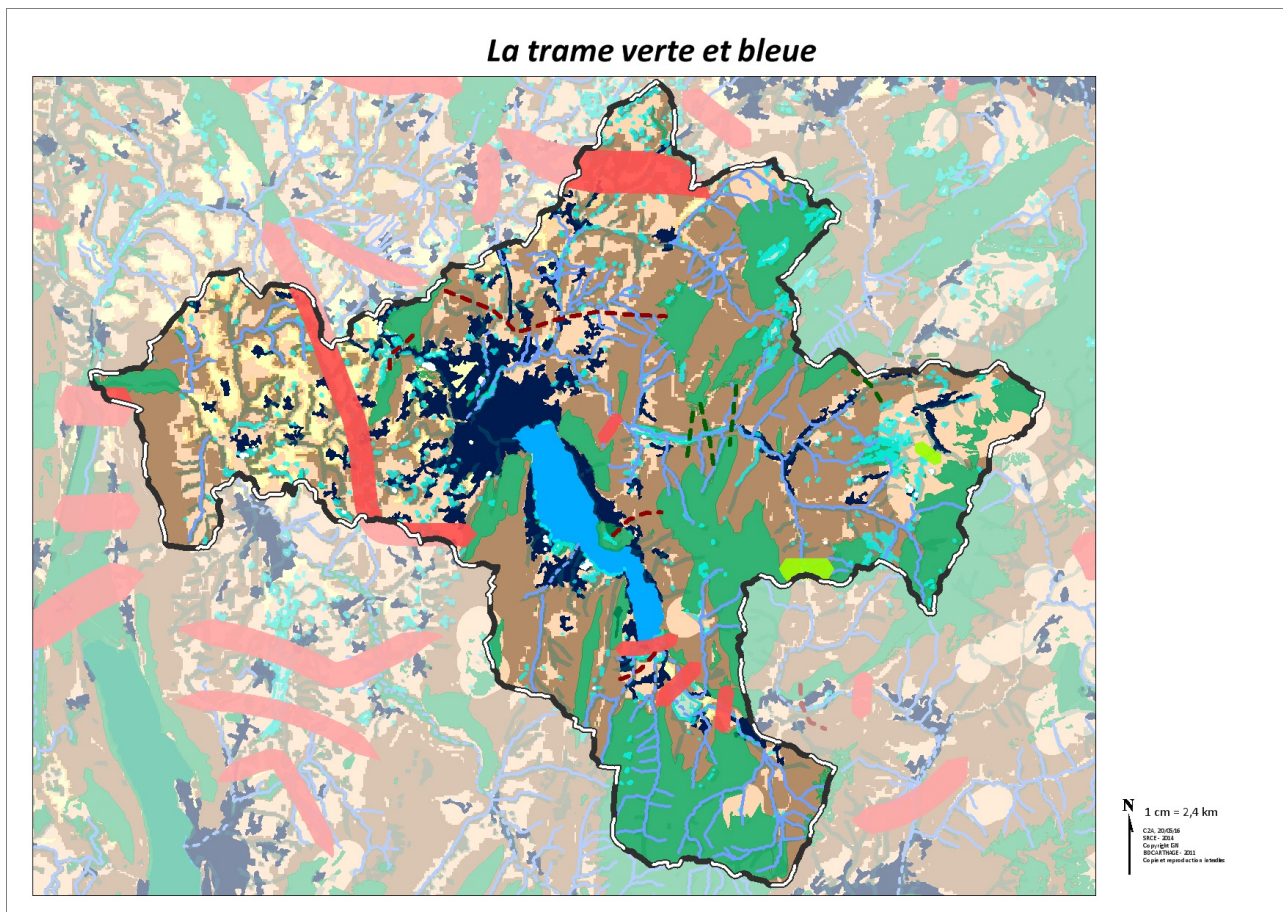 La trame verte et bleue
N
1 cm = 2,4 km
C2A, 20/05/16
SRCE - 2014
Copyright IGN
BDCARTHAGE - 2011
Copie et reproduction interdites